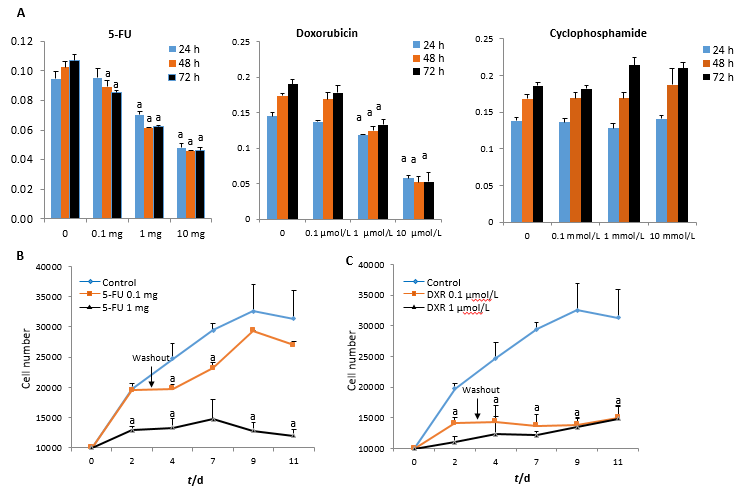 A
5-FU
0.12
0.10
0.08
0.06
0.04
0.02
0.00
24 h
48 h
72 h
a
a
a
a
a
a
a
a
0 0.1 mg 1 mg 10 mg
Doxorubicin
0.25
0.2
0.15
0.1
0.05
0
24 h
48 h
72 h
a a a
a a a
0 0.1 µmol/L 1 µmol/L 10 µmol/L
Cyclophosphamide
0.25
0.2
0.15
0.1
0.05
0
24 h
48 h
72 h
0 0.1 mmol/L 1 mmol/L 10 mmol/L
B
Cell number
40000
35000
30000
25000
20000
15000
10000
Control
5-FU 0.1 mg
5-FU 1 mg
Washout
a
a
a
a
a
a
0 2 4 7 9 11
t/d
C
Cell number
40000
35000
30000
25000
20000
15000
10000
Control
DXR 0.1 µmol/L
DXR 1 µmol/L
Washout
a
a
a
a
a
0 2 4 7 9 11
t/d